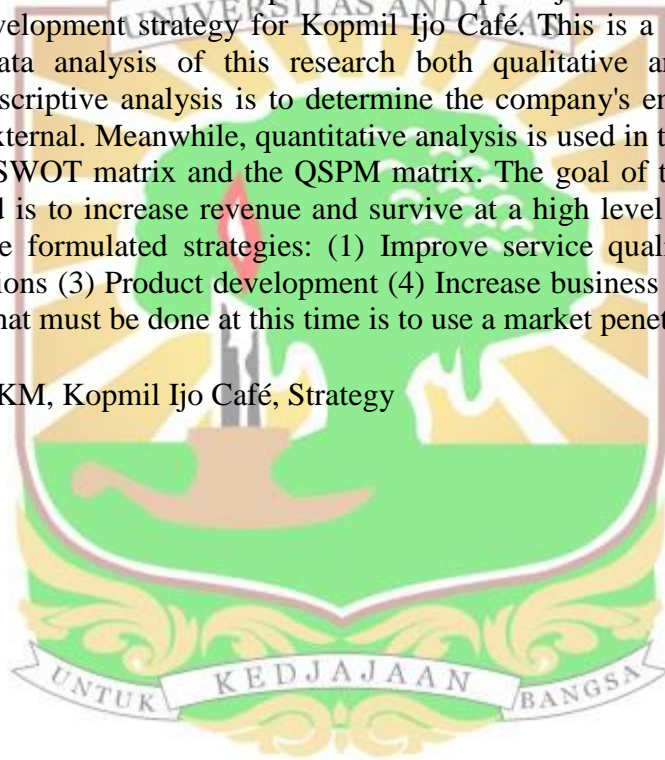 UNIVERSITAS ANDALAS
velopment strategy for Kopmil Ijo Café. This is a
ata analysis of this research both qualitative a
scriptive analysis is to determine the company's e
xternal. Meanwhile, quantitative analysis is used in t
SWOT matrix and the QSPM matrix. The goal of t
d is to increase revenue and survive at a high level
e formulated strategies: (1) Improve service qual
ions (3) Product development (4) Increase business
hat must be done at this time is to use a market penet
KM, Kopmil Ijo Café, Strategy
UNTUK KEDJAJAAN BANGSA